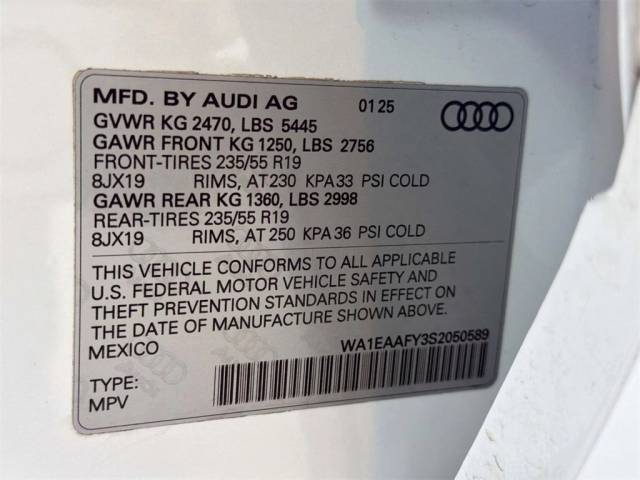 MFD. BY AUDI AG 01 25
GVWR KG 2470, LBS 5445
GAWR FRONT KG 1250, LBS 2756
FRONT-TIRES 235/55 R19
8JX19 RIMS, AT 230 KPA 33 PSI COLD
GAWR REAR KG 1360, LBS 2998
REAR-TIRES 235/55 R19
8JX19 RIMS, AT 250 KPA 36 PSI COLD
THIS VEHICLE CONFORMS TO ALL APPLICABLE
U.S. FEDERAL MOTOR VEHICLE SAFETY AND
THEFT PREVENTION STANDARDS IN EFFECT ON
THE DATE OF MANUFACTURE SHOWN ABOVE.
MEXICO WA1EAAFY3S2050589
TYPE:
MPV